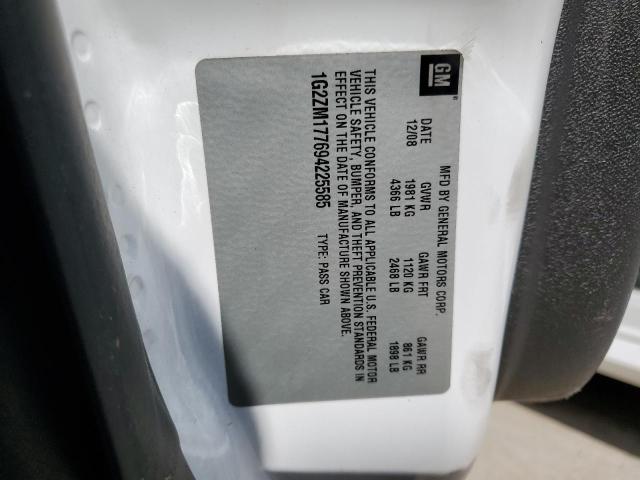 GM
MFD BY GENERAL MOTORS CORP.
DATE GVWR GAWR FRT GAWR RR
12/08 1981 KG 1120 KG 861 KG
4366 LB 2468 LB 1898 LB
THIS VEHICLE CONFORMS TO ALL APPLICABLE U.S. FEDERAL MOTOR
VEHICLE SAFETY, BUMPER, AND THEFT PREVENTION STANDARDS IN
EFFECT ON THE DATE OF MANUFACTURE SHOWN ABOVE.
1G2ZM177694225585 TYPE: PASS CAR